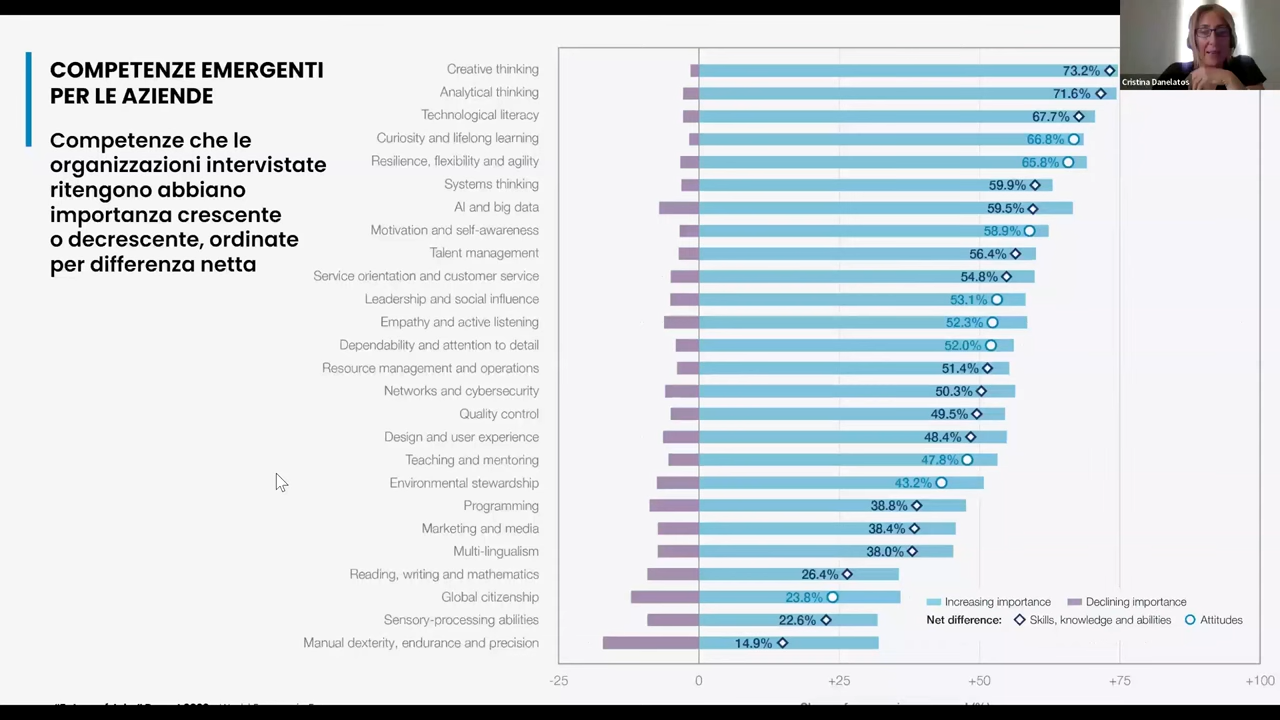 COMPETENZE EMERGENTI
PER LE AZIENDE
Competenze che le
organizzazioni intervistate
ritengono abbiano
importanza crescente
o decrescente, ordinate
per differenza netta
Cristina Danelatos
Creative thinking 73.2%
Analytical thinking 71.6%
Technological literacy 67.7%
Curiosity and lifelong learning 66.8%
Resilience, flexibility and agility 65.8%
Systems thinking 59.9%
AI and big data 59.5%
Motivation and self-awareness 58.9%
Talent management 56.4%
Service orientation and customer service 54.8%
Leadership and social influence 53.1%
Empathy and active listening 52.3%
Dependability and attention to detail 52.0%
Resource management and operations 51.4%
Networks and cybersecurity 50.3%
Quality control 49.5%
Design and user experience 48.4%
Teaching and mentoring 47.8%
Environmental stewardship 43.2%
Programming 38.8%
Marketing and media 38.4%
Multi-lingualism 38.0%
Reading, writing and mathematics 26.4%
Global citizenship 23.8%
Sensory-processing abilities 22.6%
Manual dexterity, endurance and precision 14.9%
Increasing importance Declining importance
Net difference: Skills, knowledge and abilities Attitudes
-25 0 +25 +50 +75 +100